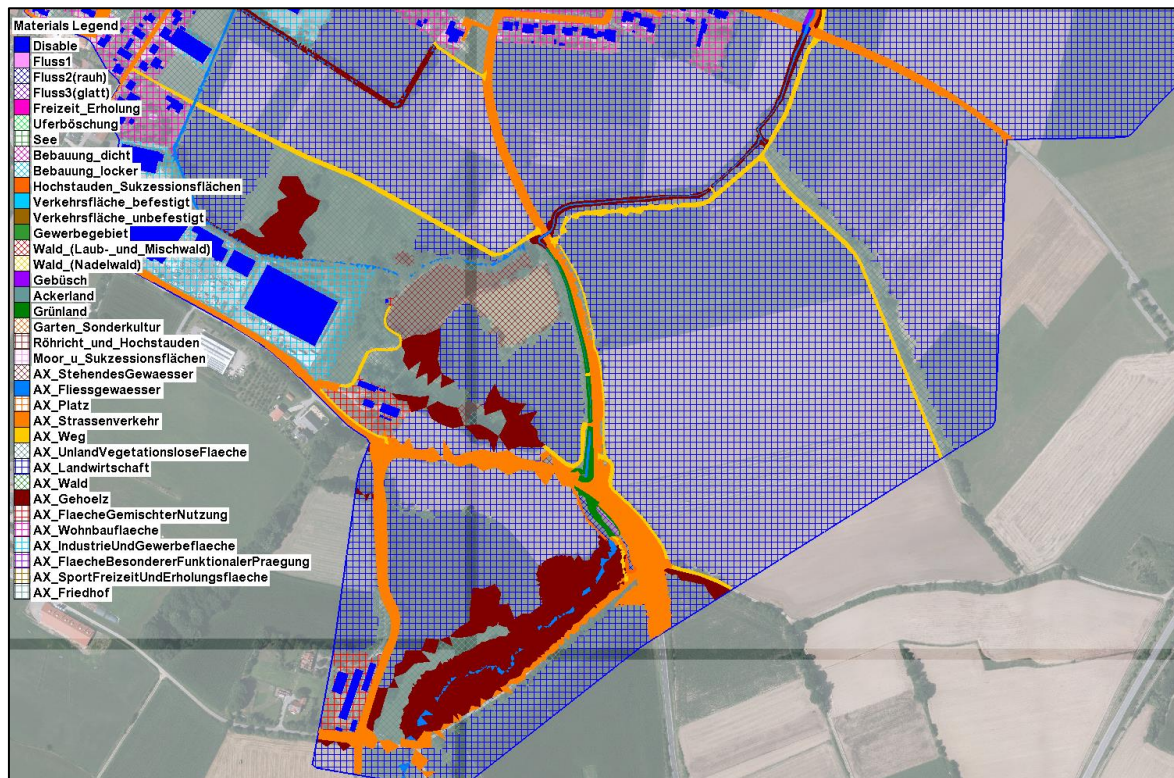 Materials Legend
Disable
Fluss1
Fluss2(rauh)
Fluss3(glatt)
Freizeit_Erholung
Uferböschung
See
Bebauung_dicht
Bebauung_locker
Hochstauden_Sukzessionsflächen
Verkehrsfläche_befestigt
Verkehrsfläche_unbefestigt
Gewerbegebiet
Wald_(Laub-_und_Mischwald)
Wald_(Nadelwald)
Gebüsch
Ackerland
Grünland
Garten_Sonderkultur
Röhricht_und_Hochstauden
Moor_u_Sukzessionsflächen
AX_StehendesGewaesser
AX_Fliessgewaesser
AX_Platz
AX_Strassenverkehr
AX_Weg
AX_UnlandVegetationsloseFlaeche
AX_Landwirtschaft
AX_Wald
AX_Gehoelz
AX_FlaecheGemischterNutzung
AX_Wohnbauflaeche
AX_IndustrieUndGewerbeflaeche
AX_FlaecheBesondererFunktionalerPraegung
AX_SportFreizeitUndErholungsflaeche
AX_Friedhof